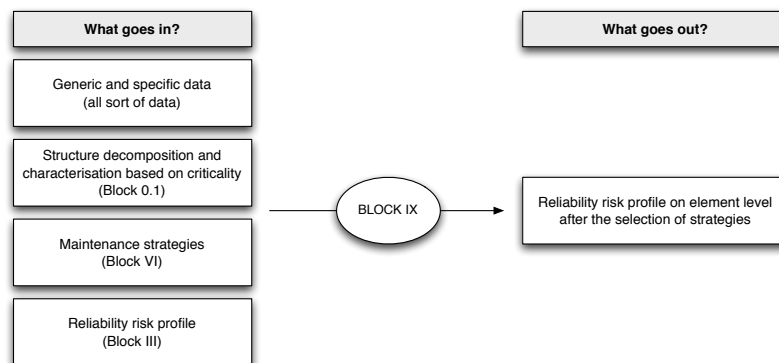 What goes in?
Generic and specific data
(all sort of data)
Structure decomposition and
characterisation based on criticality
(Block 0.1)
Maintenance strategies
(Block VI)
Reliability risk profile
(Block III)
BLOCK IX
What goes out?
Reliability risk profile on element level
after the selection of strategies